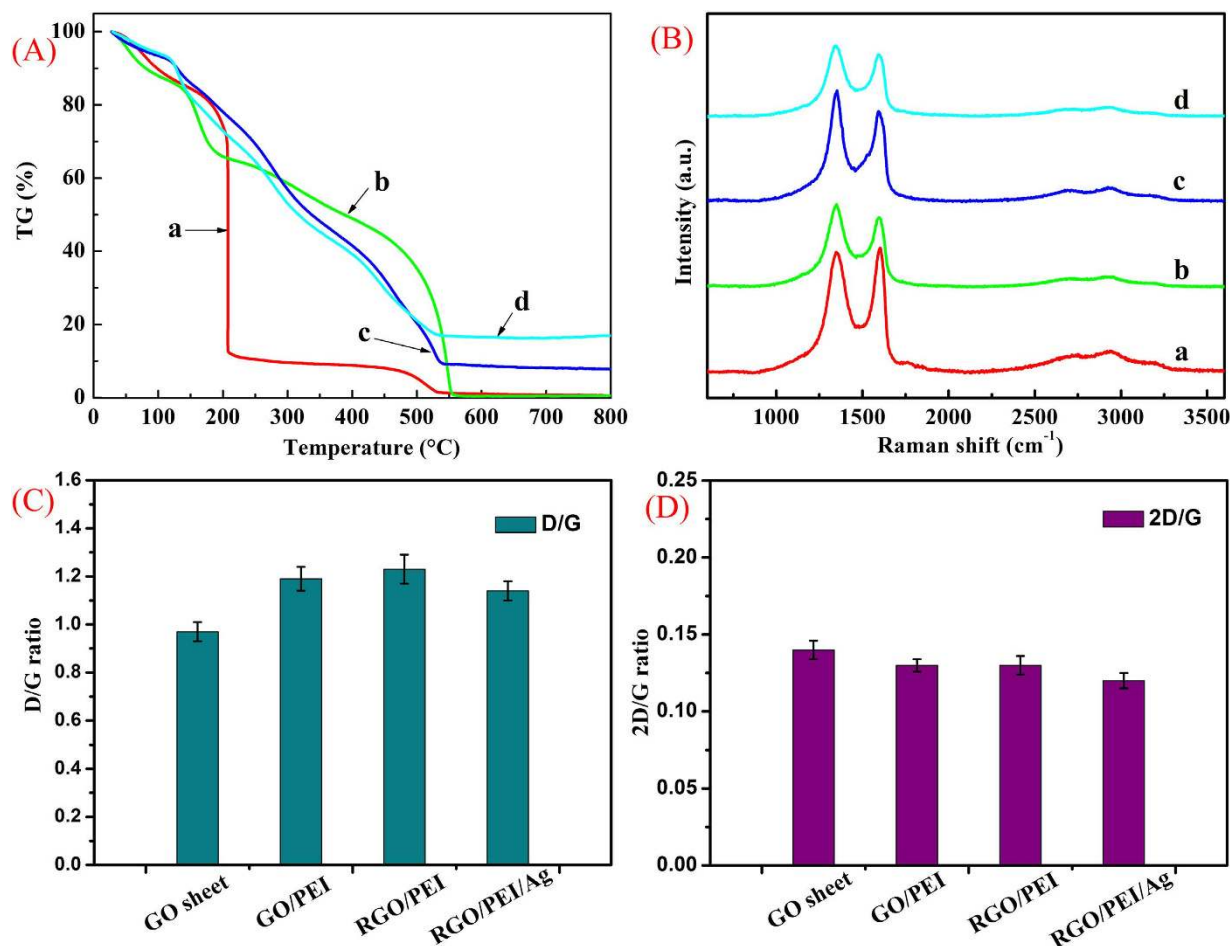 (A)
100
80
60
40
20
0
TG (%)
a
b
c
d
0 100 200 300 400 500 600 700 800
Temperature (°C)
(B)
d
c
b
a
Intensity (a.u.)
1000 1500 2000 2500 3000 3500
Raman shift (cm-1)
(C)
1.6
1.4
1.2
1.0
0.8
0.6
0.4
0.2
0.0
D/G ratio
D/G
GO sheet
GO/PEI
RGO/PEI
RGO/PEI/Ag
(D)
0.25
0.20
0.15
0.10
0.05
0.00
2D/G ratio
2D/G
GO sheet
GO/PEI
RGO/PEI
RGO/PEI/Ag